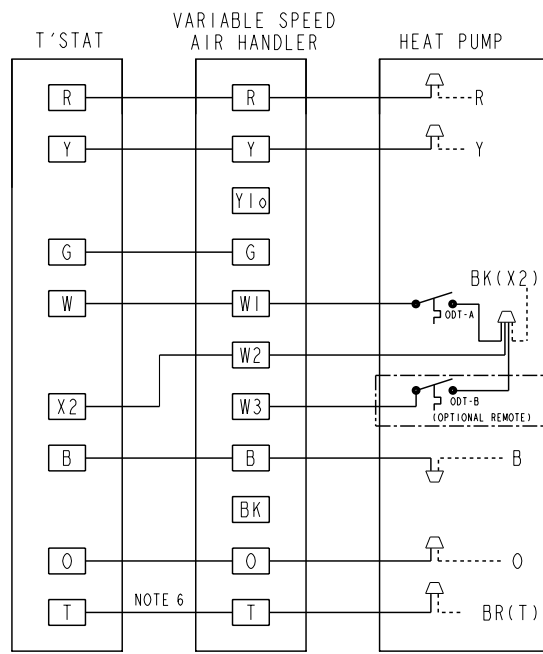 T'STAT
VARIABLE SPEED
AIR HANDLER
HEAT PUMP
R R R
Y Y Y
Y1o
G G
BK(X2)
W W1
ODT-A
W2
X2 W3
ODT-B
(OPTIONAL REMOTE)
B B B
BK
O O O
T NOTE 6 T BR(T)